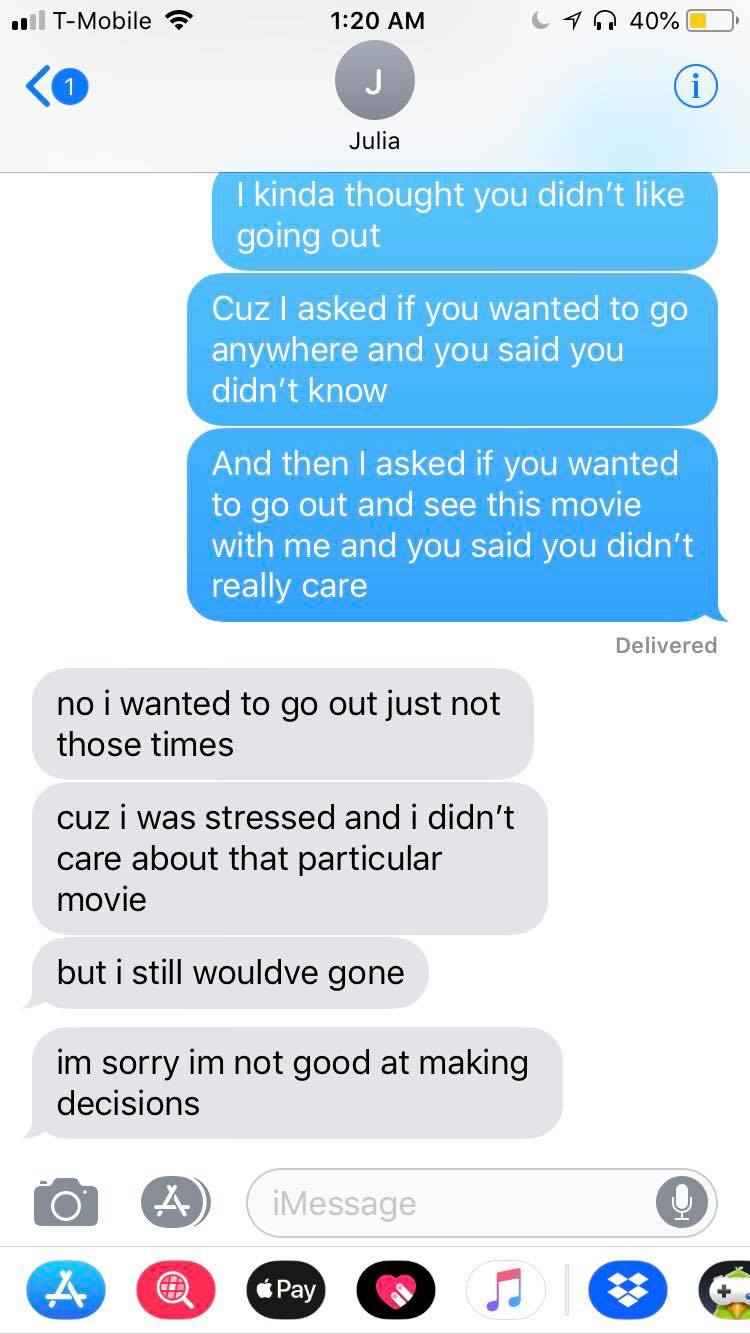 T-Mobile 1:20 AM 40%
1
J
i
Julia
I kinda thought you didn’t like
going out
Cuz I asked if you wanted to go
anywhere and you said you
didn’t know
And then I asked if you wanted
to go out and see this movie
with me and you said you didn’t
really care
Delivered
no i wanted to go out just not
those times
cuz i was stressed and i didn’t
care about that particular
movie
but i still wouldve gone
im sorry im not good at making
decisions
iMessage
Pay